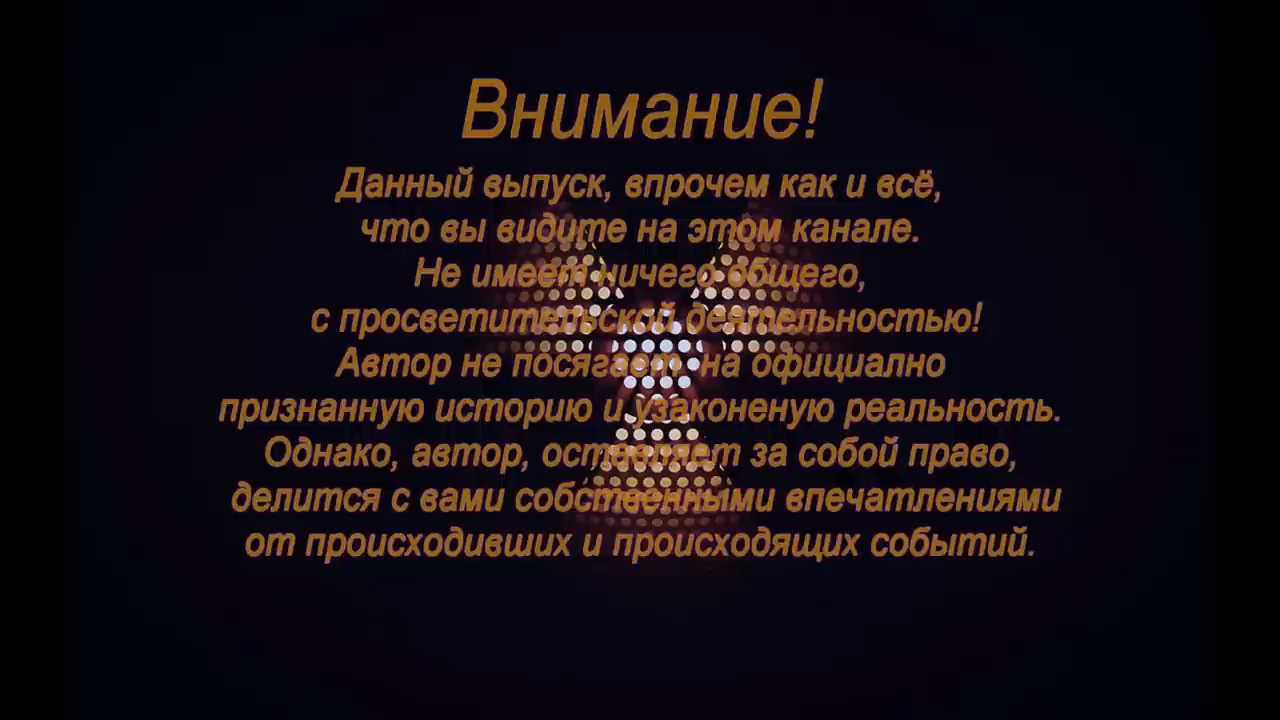 Внимание!
Данный выпуск, впрочем как и всё,
что вы видите на этом канале.
Не имеет ничего общего,
с просветительской деятельностью!
Автор не посягает на официално
признанную историю и узаконеную реальность.
Однако, автор, оставляет за собой право,
делится с вами собственными впечатлениями
от происходивших и происходящих событий.